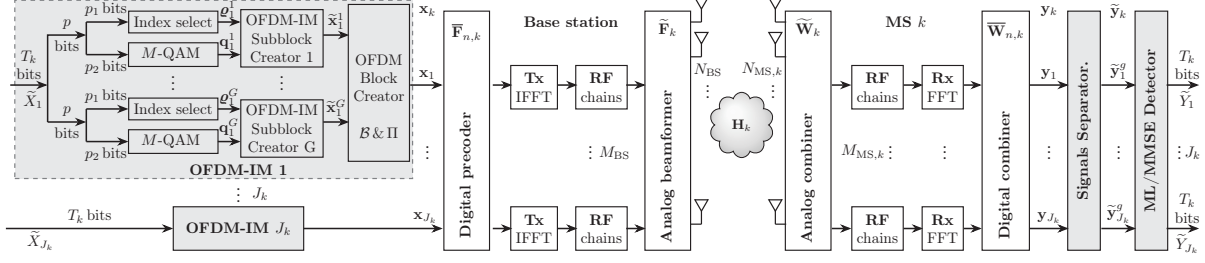 T_k
bits
X̃_1
p
bits
p_1 bits
Index select
ϱ_1^1
p_2 bits
M-QAM
q_1^1
OFDM-IM
Subblock
Creator 1
x̃_1^1
⋮
p
bits
p_1 bits
Index select
ϱ_1^G
p_2 bits
M-QAM
q_1^G
OFDM-IM
Subblock
Creator G
x̃_1^G
OFDM
Block
Creator
ℬ & Π
OFDM-IM 1
⋮ J_k
T_k bits
X̃_{J_k}
OFDM-IM J_k
x_k
x_1
⋮
x_{J_k}
F̅_{n,k}
Digital precoder
Base station
Tx
IFFT
RF
chains
⋮ M_BS
Tx
IFFT
RF
chains
F̃_k
Analog beamformer
N_BS
⋮
H_k
N_{MS,k}
⋮
W̃_k
Analog combiner
MS k
RF
chains
Rx
FFT
M_{MS,k} ⋮
RF
chains
Rx
FFT
W̅_{n,k}
Digital combiner
y_k
y_1
⋮
y_{J_k}
Signals Separator.
ỹ_k
ỹ_1^g
⋮
ỹ_{J_k}^g
ML/MMSE Detector
T_k
bits
Ỹ_1
⋮ J_k
T_k
bits
Ỹ_{J_k}